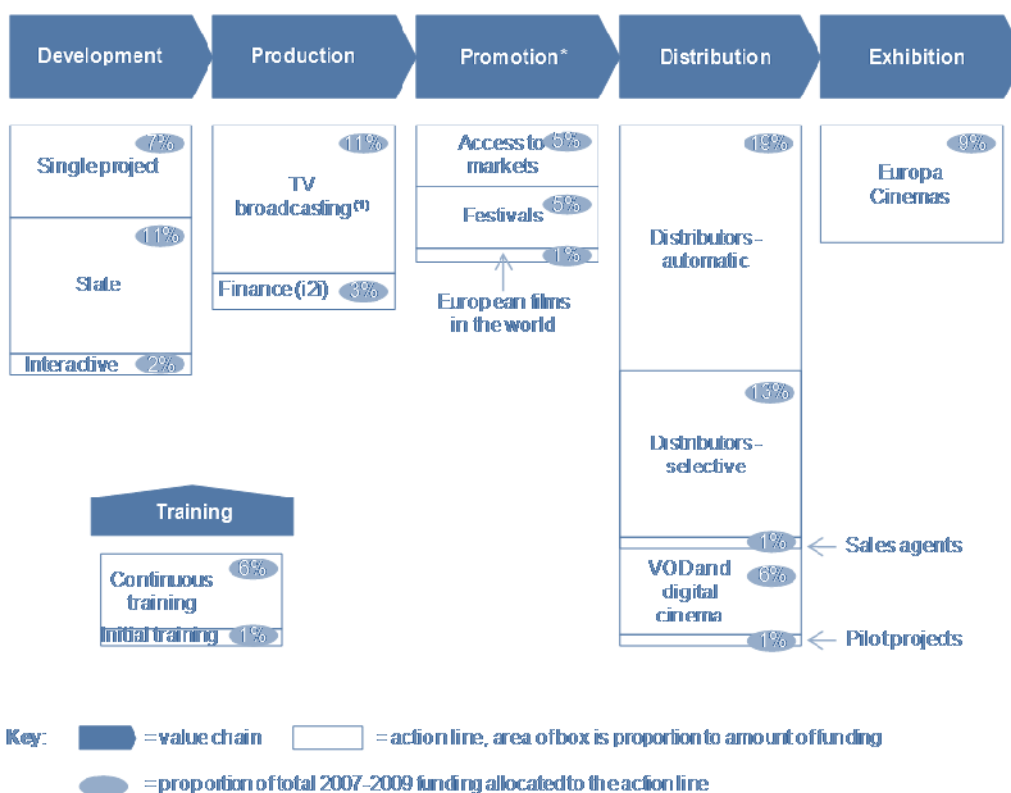 Development
Production
Promotion*
Distribution
Exhibition
7%
Single project
11%
Slate
Interactive 2%
11%
TV
broadcasting(1)
Finance (i2i) 3%
Access to 5%
markets
5%
Festivals
1%
European films
in the world
19%
Distributors –
automatic
13%
Distributors –
selective
1%
Sales agents
VOD and 6%
digital
cinema
1%
Pilot projects
9%
Europa
Cinemas
Training
6%
Continuous
training
Initial training 1%
Key: = value chain = action line, area of box is proportion to amount of funding
= proportion of total 2007–2009 funding allocated to the action line